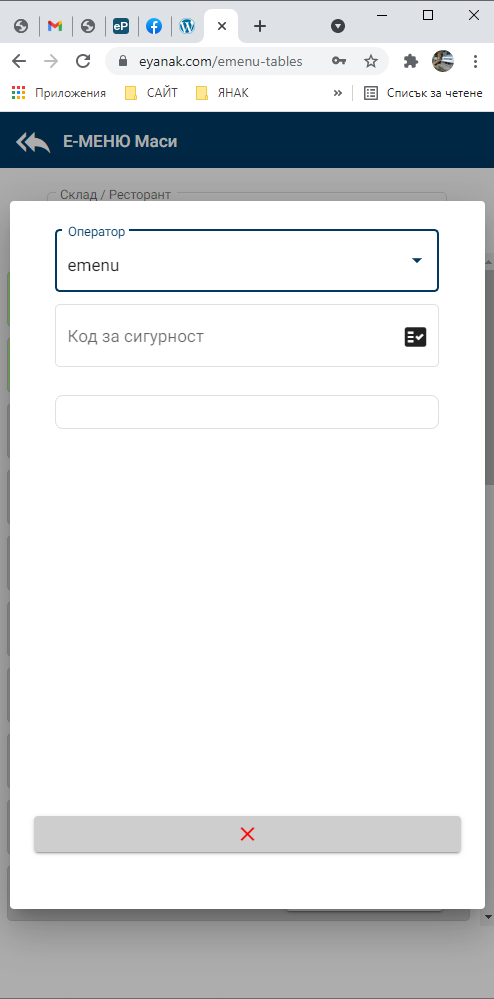 eP
eyanak.com/emenu-tables
Приложения
САЙТ
ЯНАК
»
Списък за четене
Е-МЕНЮ Маси
Склад / Ресторант
Оператор
emenu
Код за сигурност